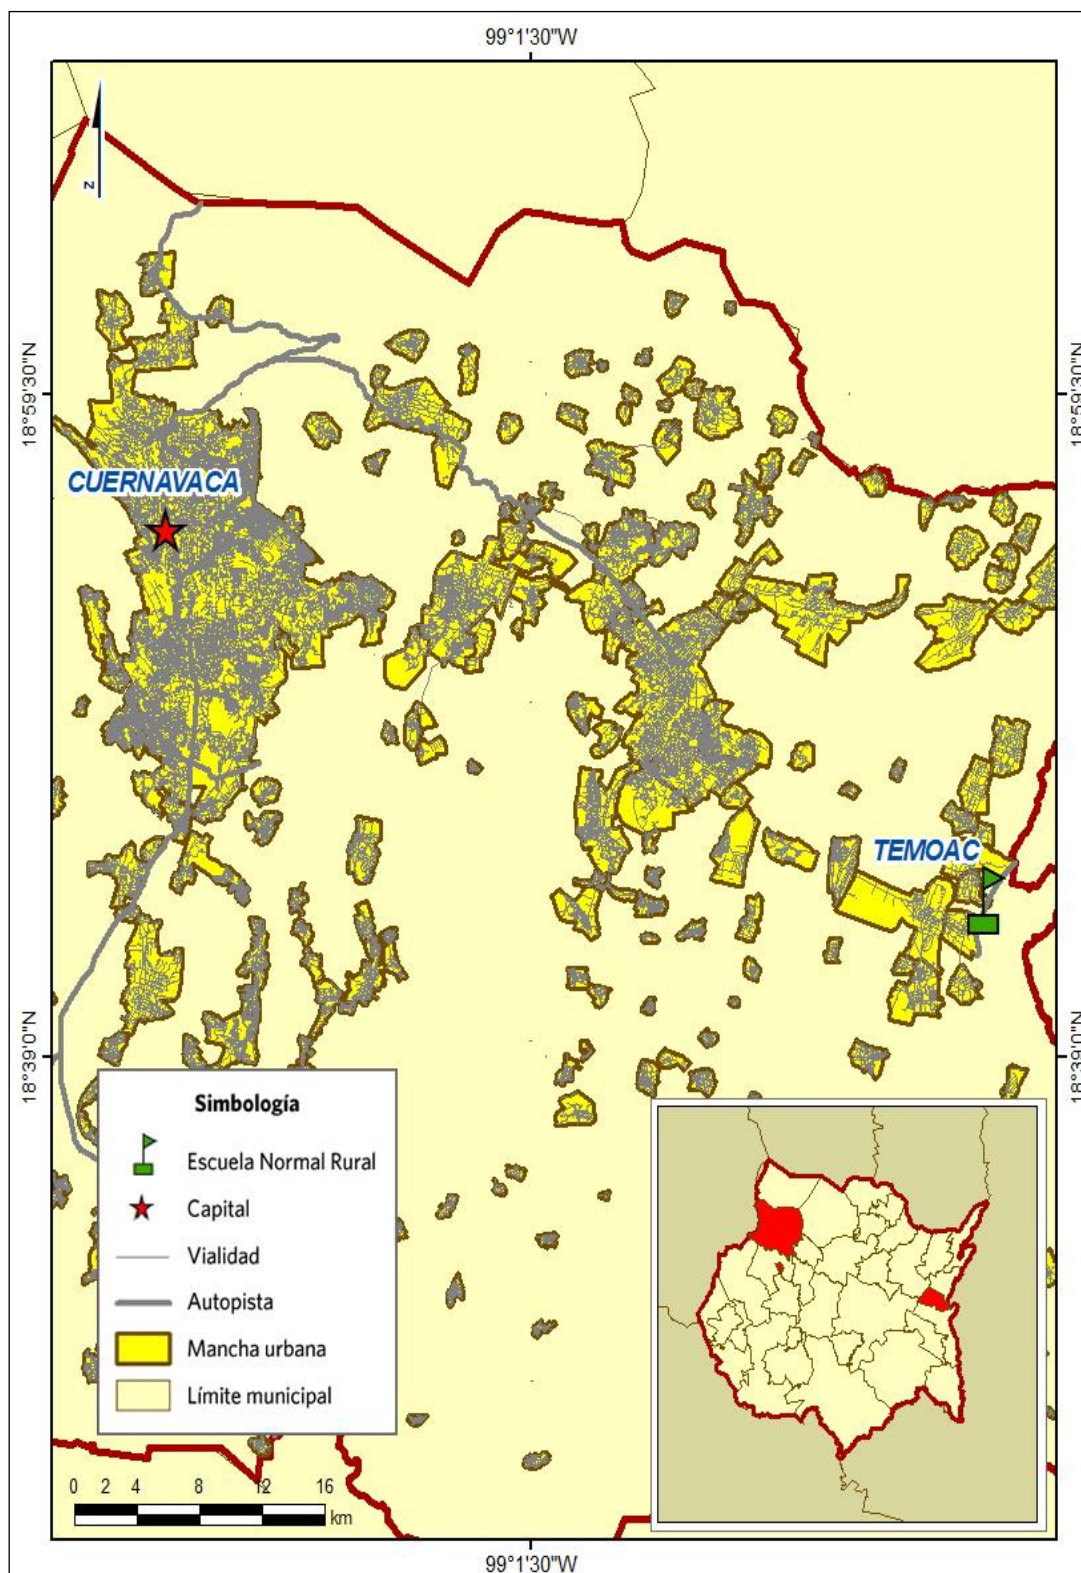 99°1'30"W
z
18°59'30"N
18°59'30"N
CUERNAVACA
TEMOAC
18°39'0"N
18°39'0"N
Simbología
Escuela Normal Rural
Capital
Vialidad
Autopista
Mancha urbana
Límite municipal
0 2 4 8 12 16
km
99°1'30"W